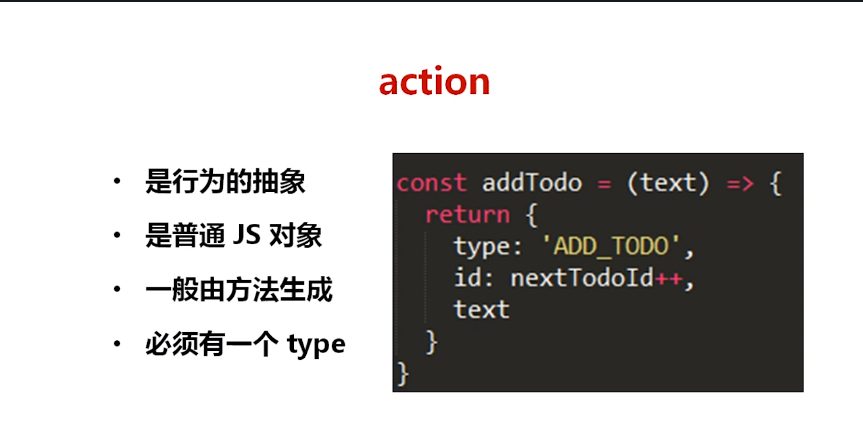 action
• 是行为的抽象
• 是普通 JS 对象
• 一般由方法生成
• 必须有一个 type
const addTodo = (text) => {
  return {
    type: 'ADD_TODO',
    id: nextTodoId++,
    text
  }
}